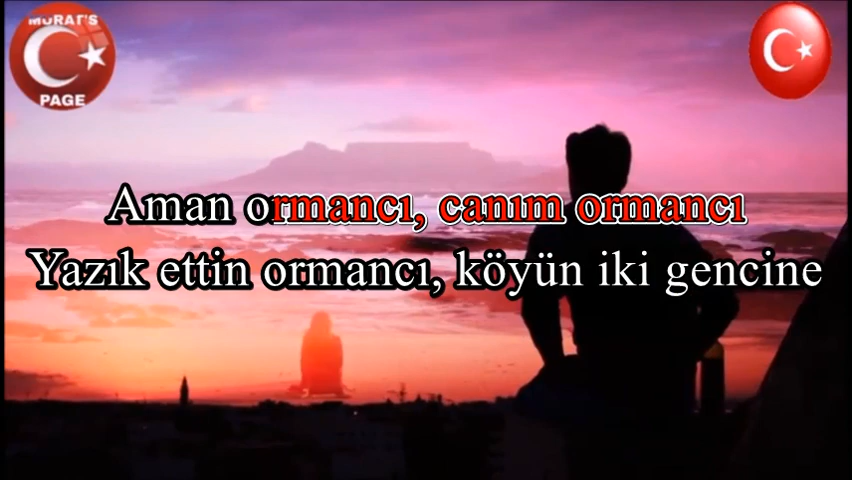 MURAT'S
PAGE
Aman ormancı, canım ormancı
Yazık ettin ormancı, köyün iki gencine